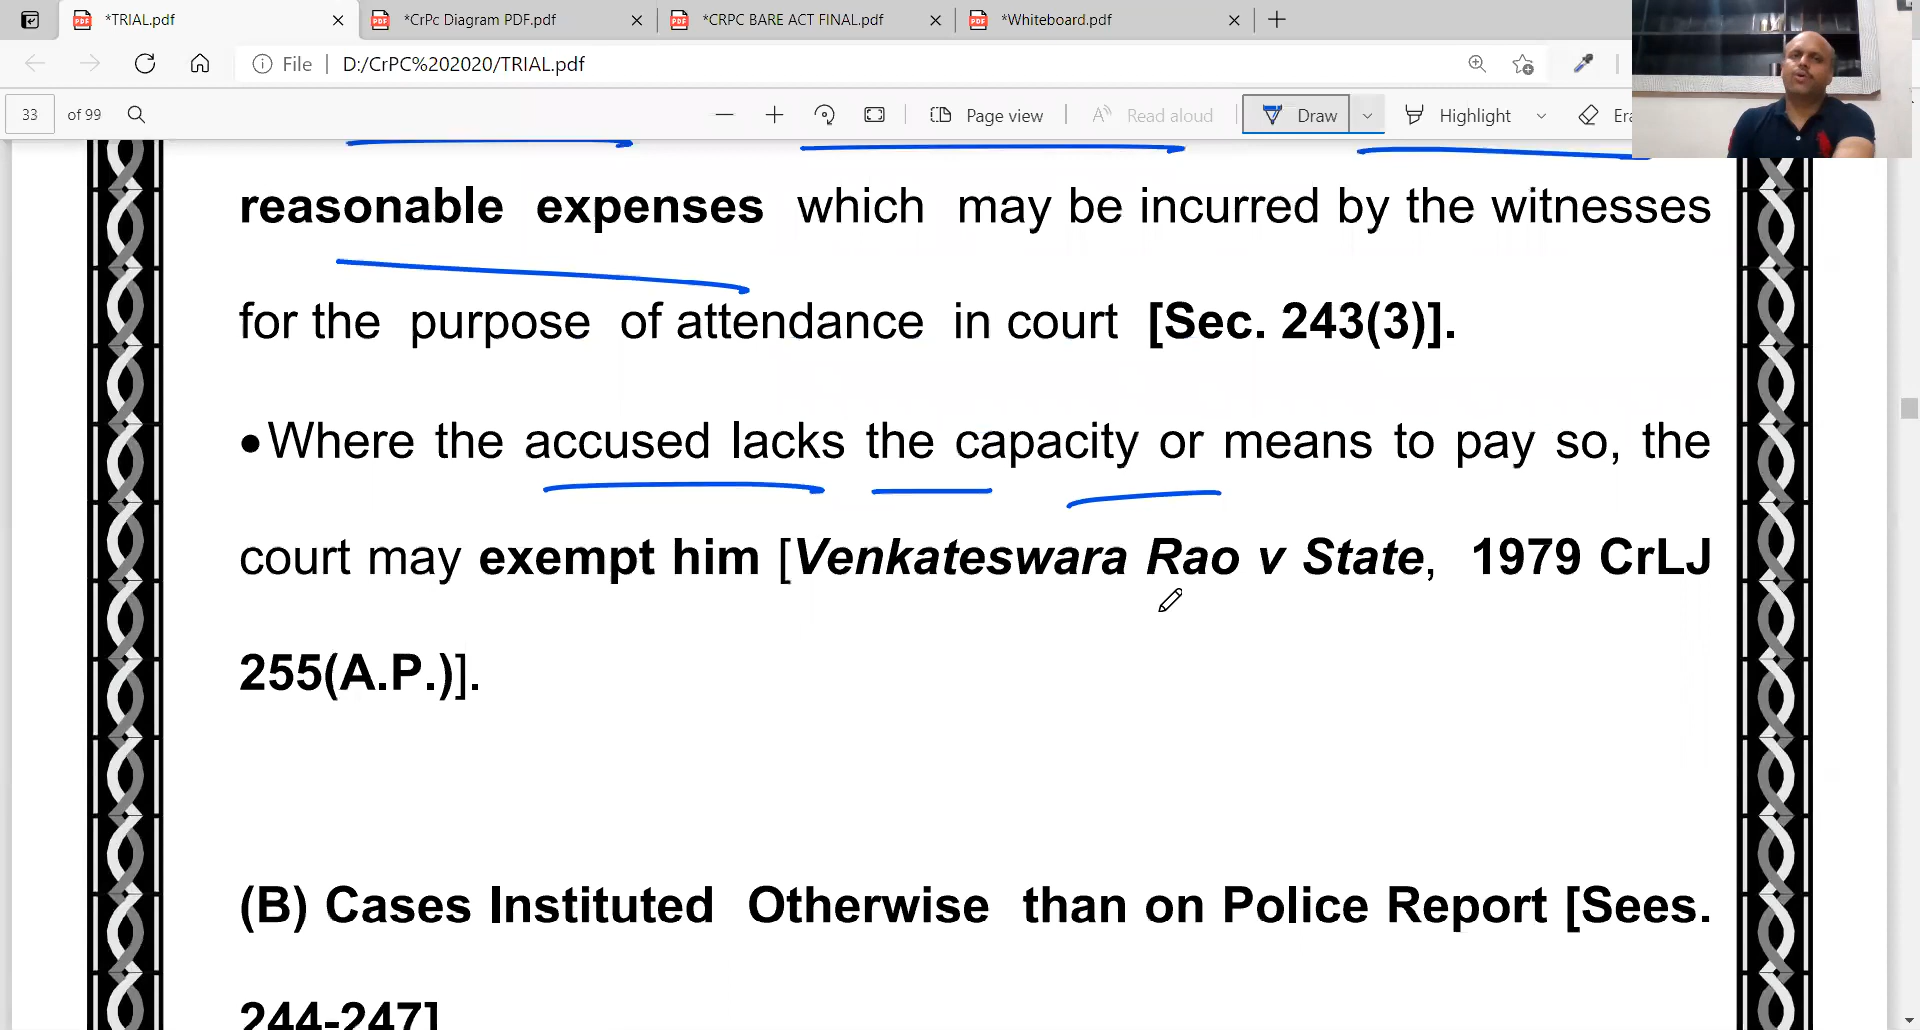 *TRIAL.pdf
*CrPc Diagram PDF.pdf
*CRPC BARE ACT FINAL.pdf
*Whiteboard.pdf
File
D:/CrPC%202020/TRIAL.pdf
33 of 99
Page view
Read aloud
Draw
Highlight
Era
reasonable expenses which may be incurred by the witnesses
for the purpose of attendance in court [Sec. 243(3)].
●Where the accused lacks the capacity or means to pay so, the
court may exempt him [Venkateswara Rao v State, 1979 CrLJ
255(A.P.)].
(B) Cases Instituted Otherwise than on Police Report [Sees.
244-247]